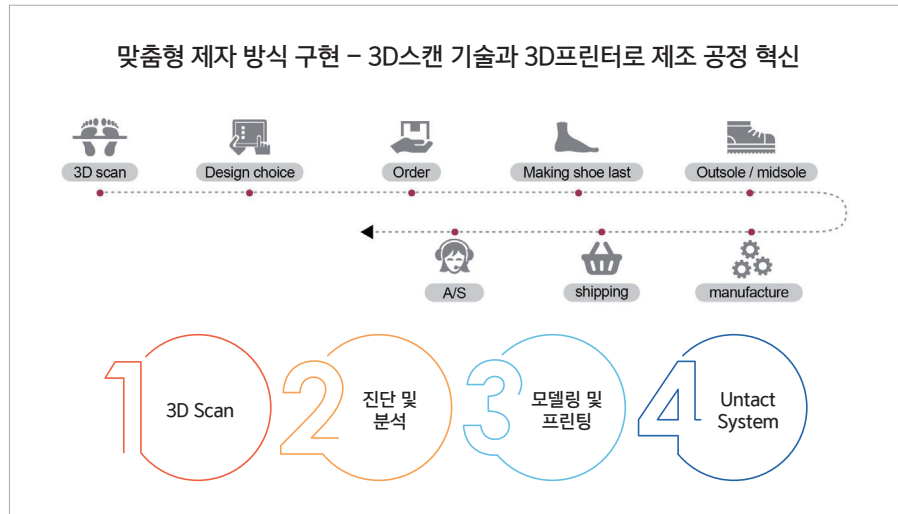 맞춤형 제자 방식 구현 – 3D스캔 기술과 3D프린터로 제조 공정 혁신
3D scan
Design choice
Order
Making shoe last
Outsole / midsole
A/S
shipping
manufacture
1
3D Scan
2
진단 및
분석
3
모델링 및
프린팅
4
Untact
System